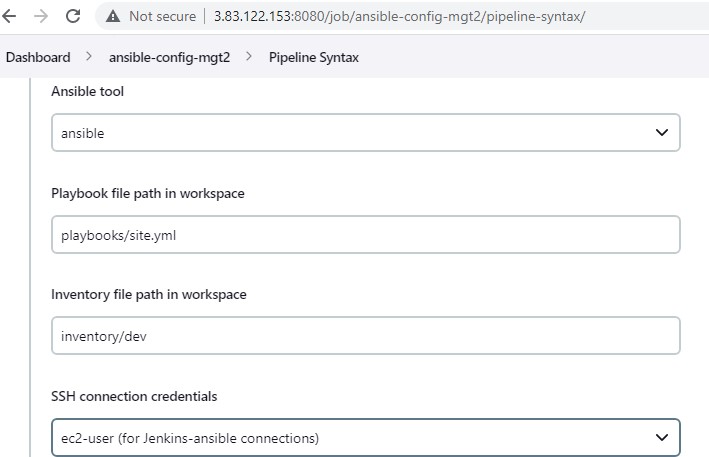 Not secure 3.83.122.153:8080/job/ansible-config-mgt2/pipeline-syntax/
Dashboard > ansible-config-mgt2 > Pipeline Syntax
Ansible tool
ansible
Playbook file path in workspace
playbooks/site.yml
Inventory file path in workspace
inventory/dev
SSH connection credentials
ec2-user (for Jenkins-ansible connections)